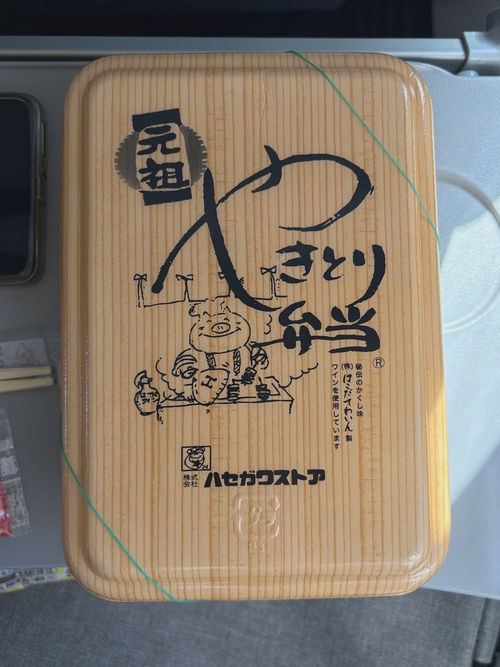 元祖
やきとり
弁当
®
秘伝のかくし味
(株)はこだてわいん製
ワインを使用しています
株式
会社
ハセガワストア